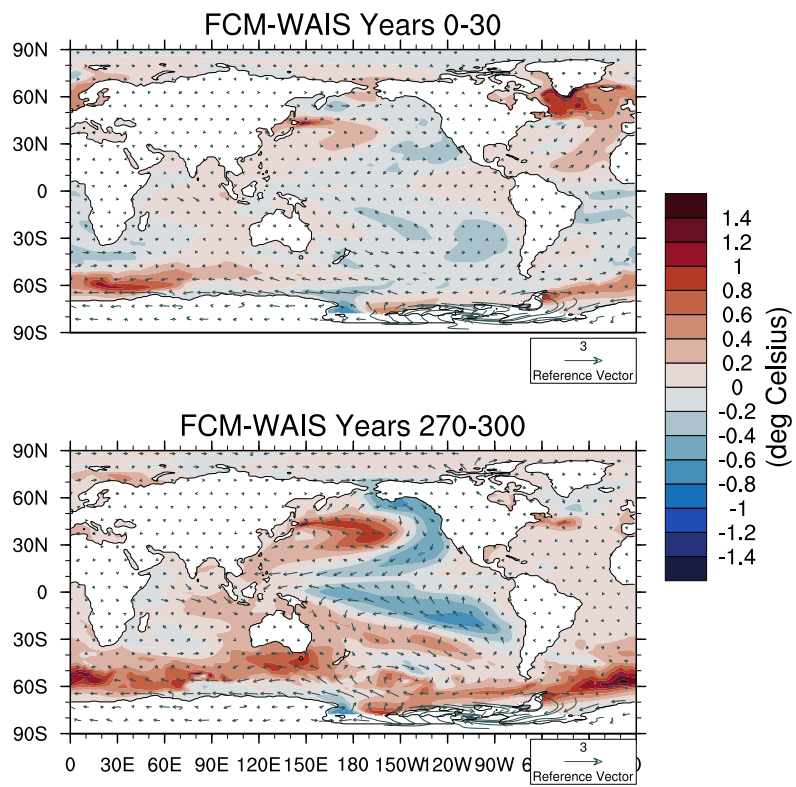 FCM-WAIS Years 0-30
90N
60N
30N
0
30S
60S
90S
3
Reference Vector
FCM-WAIS Years 270-300
90N
60N
30N
0
30S
60S
90S
0 30E 60E 90E 120E 150E 180 150W 120W 90W 6
3
Reference Vector
1.4
1.2
1
0.8
0.6
0.4
0.2
0
-0.2
-0.4
-0.6
-0.8
-1
-1.2
-1.4
(deg Celsius)